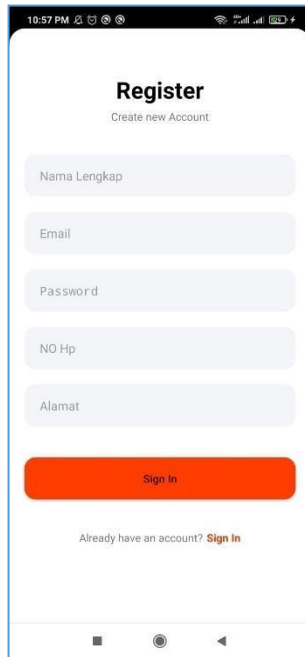 10:57 PM
Register
Create new Account
Nama Lengkap
Email
Password
NO Hp
Alamat
Sign In
Already have an account? Sign In